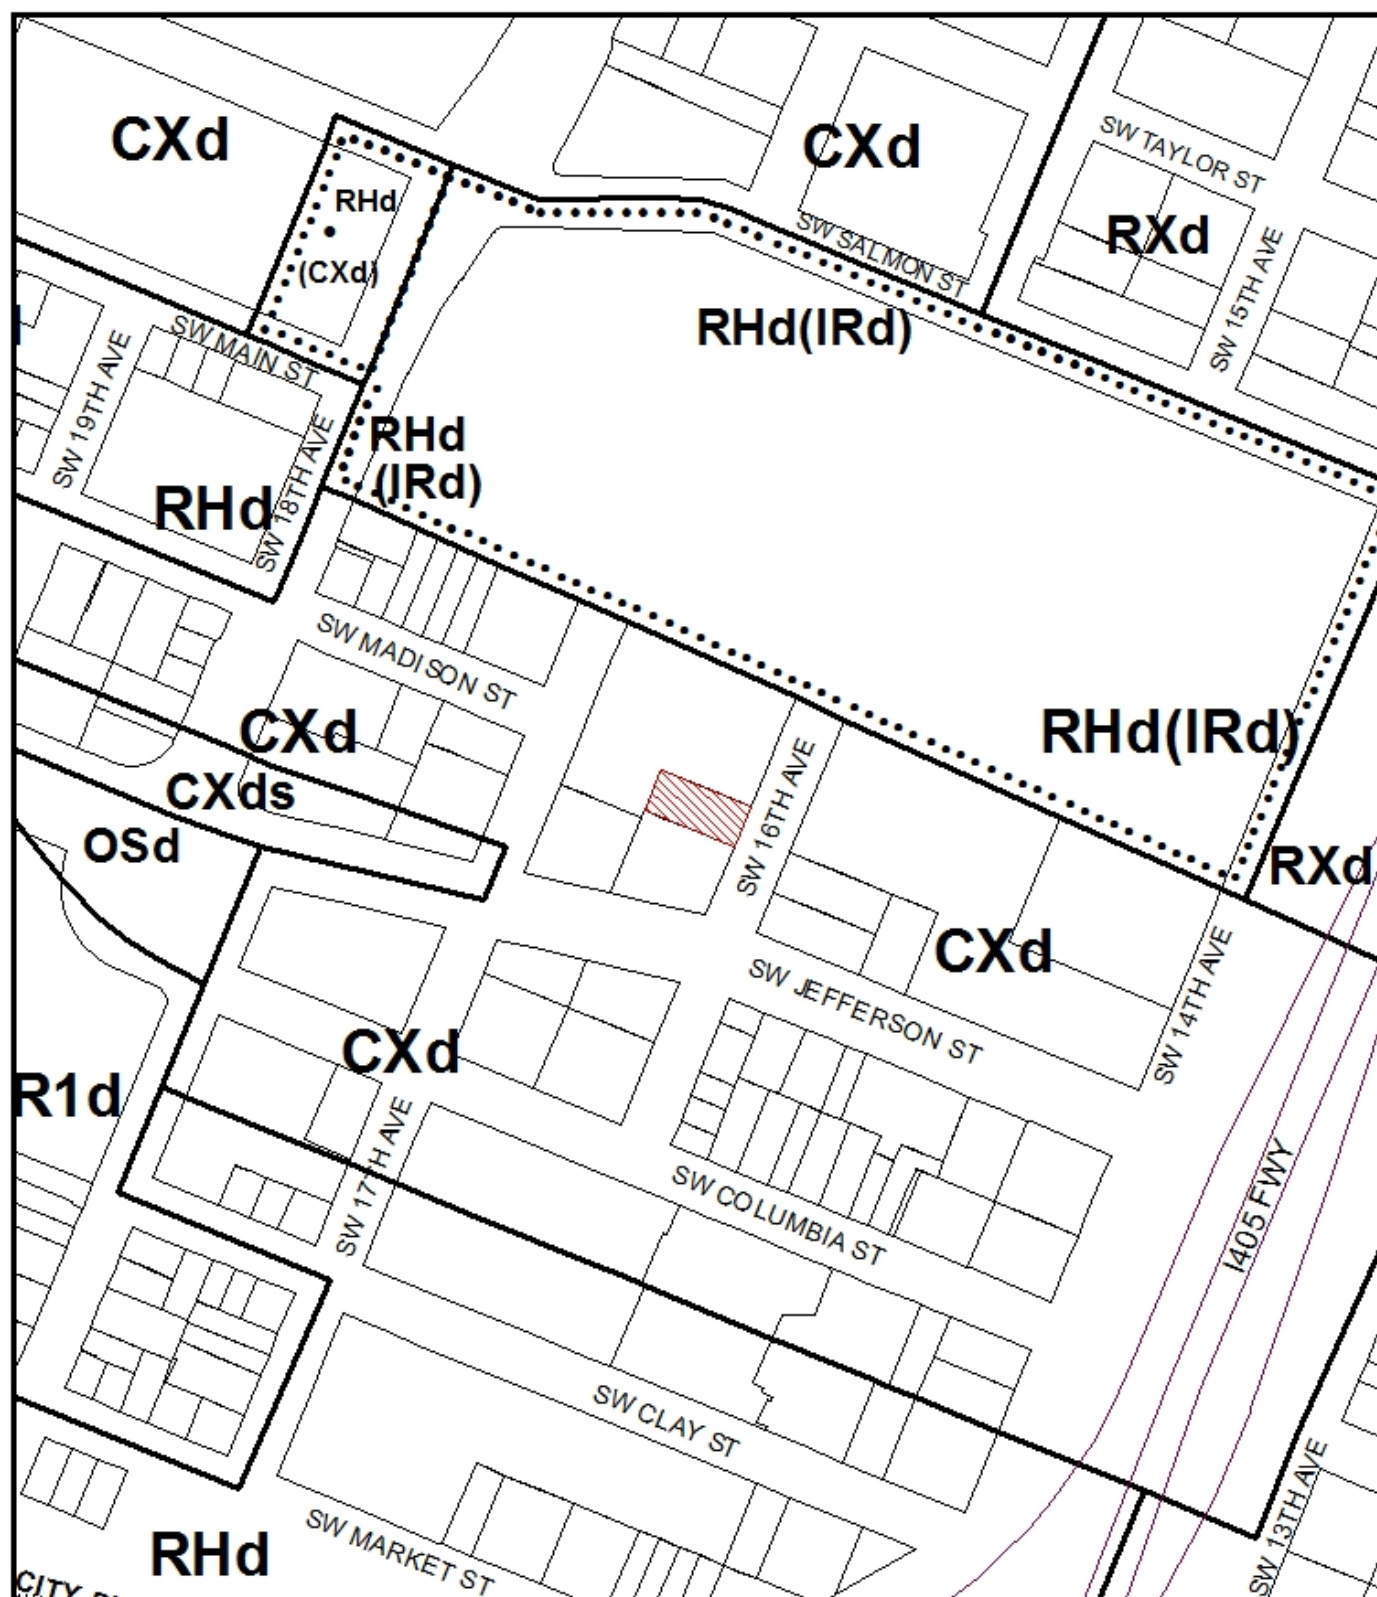 CXd
CXd
SW TAYLOR ST
RHd
RXd
SW SALMON ST
(CXd)
SW 15TH AVE
RHd(IRd)
SW MAIN ST
SW 19TH AVE
RHd
(IRd)
SW 18TH AVE
RHd
SW MADISON ST
CXd
RHd(IRd)
CXds
SW 16TH AVE
OSd
RXd
CXd
SW JEFFERSON ST
SW 14TH AVE
CXd
R1d
SW 17TH AVE
SW COLUMBIA ST
I405 FWY
SW CLAY ST
SW 13TH AVE
SW MARKET ST
RHd
CITY